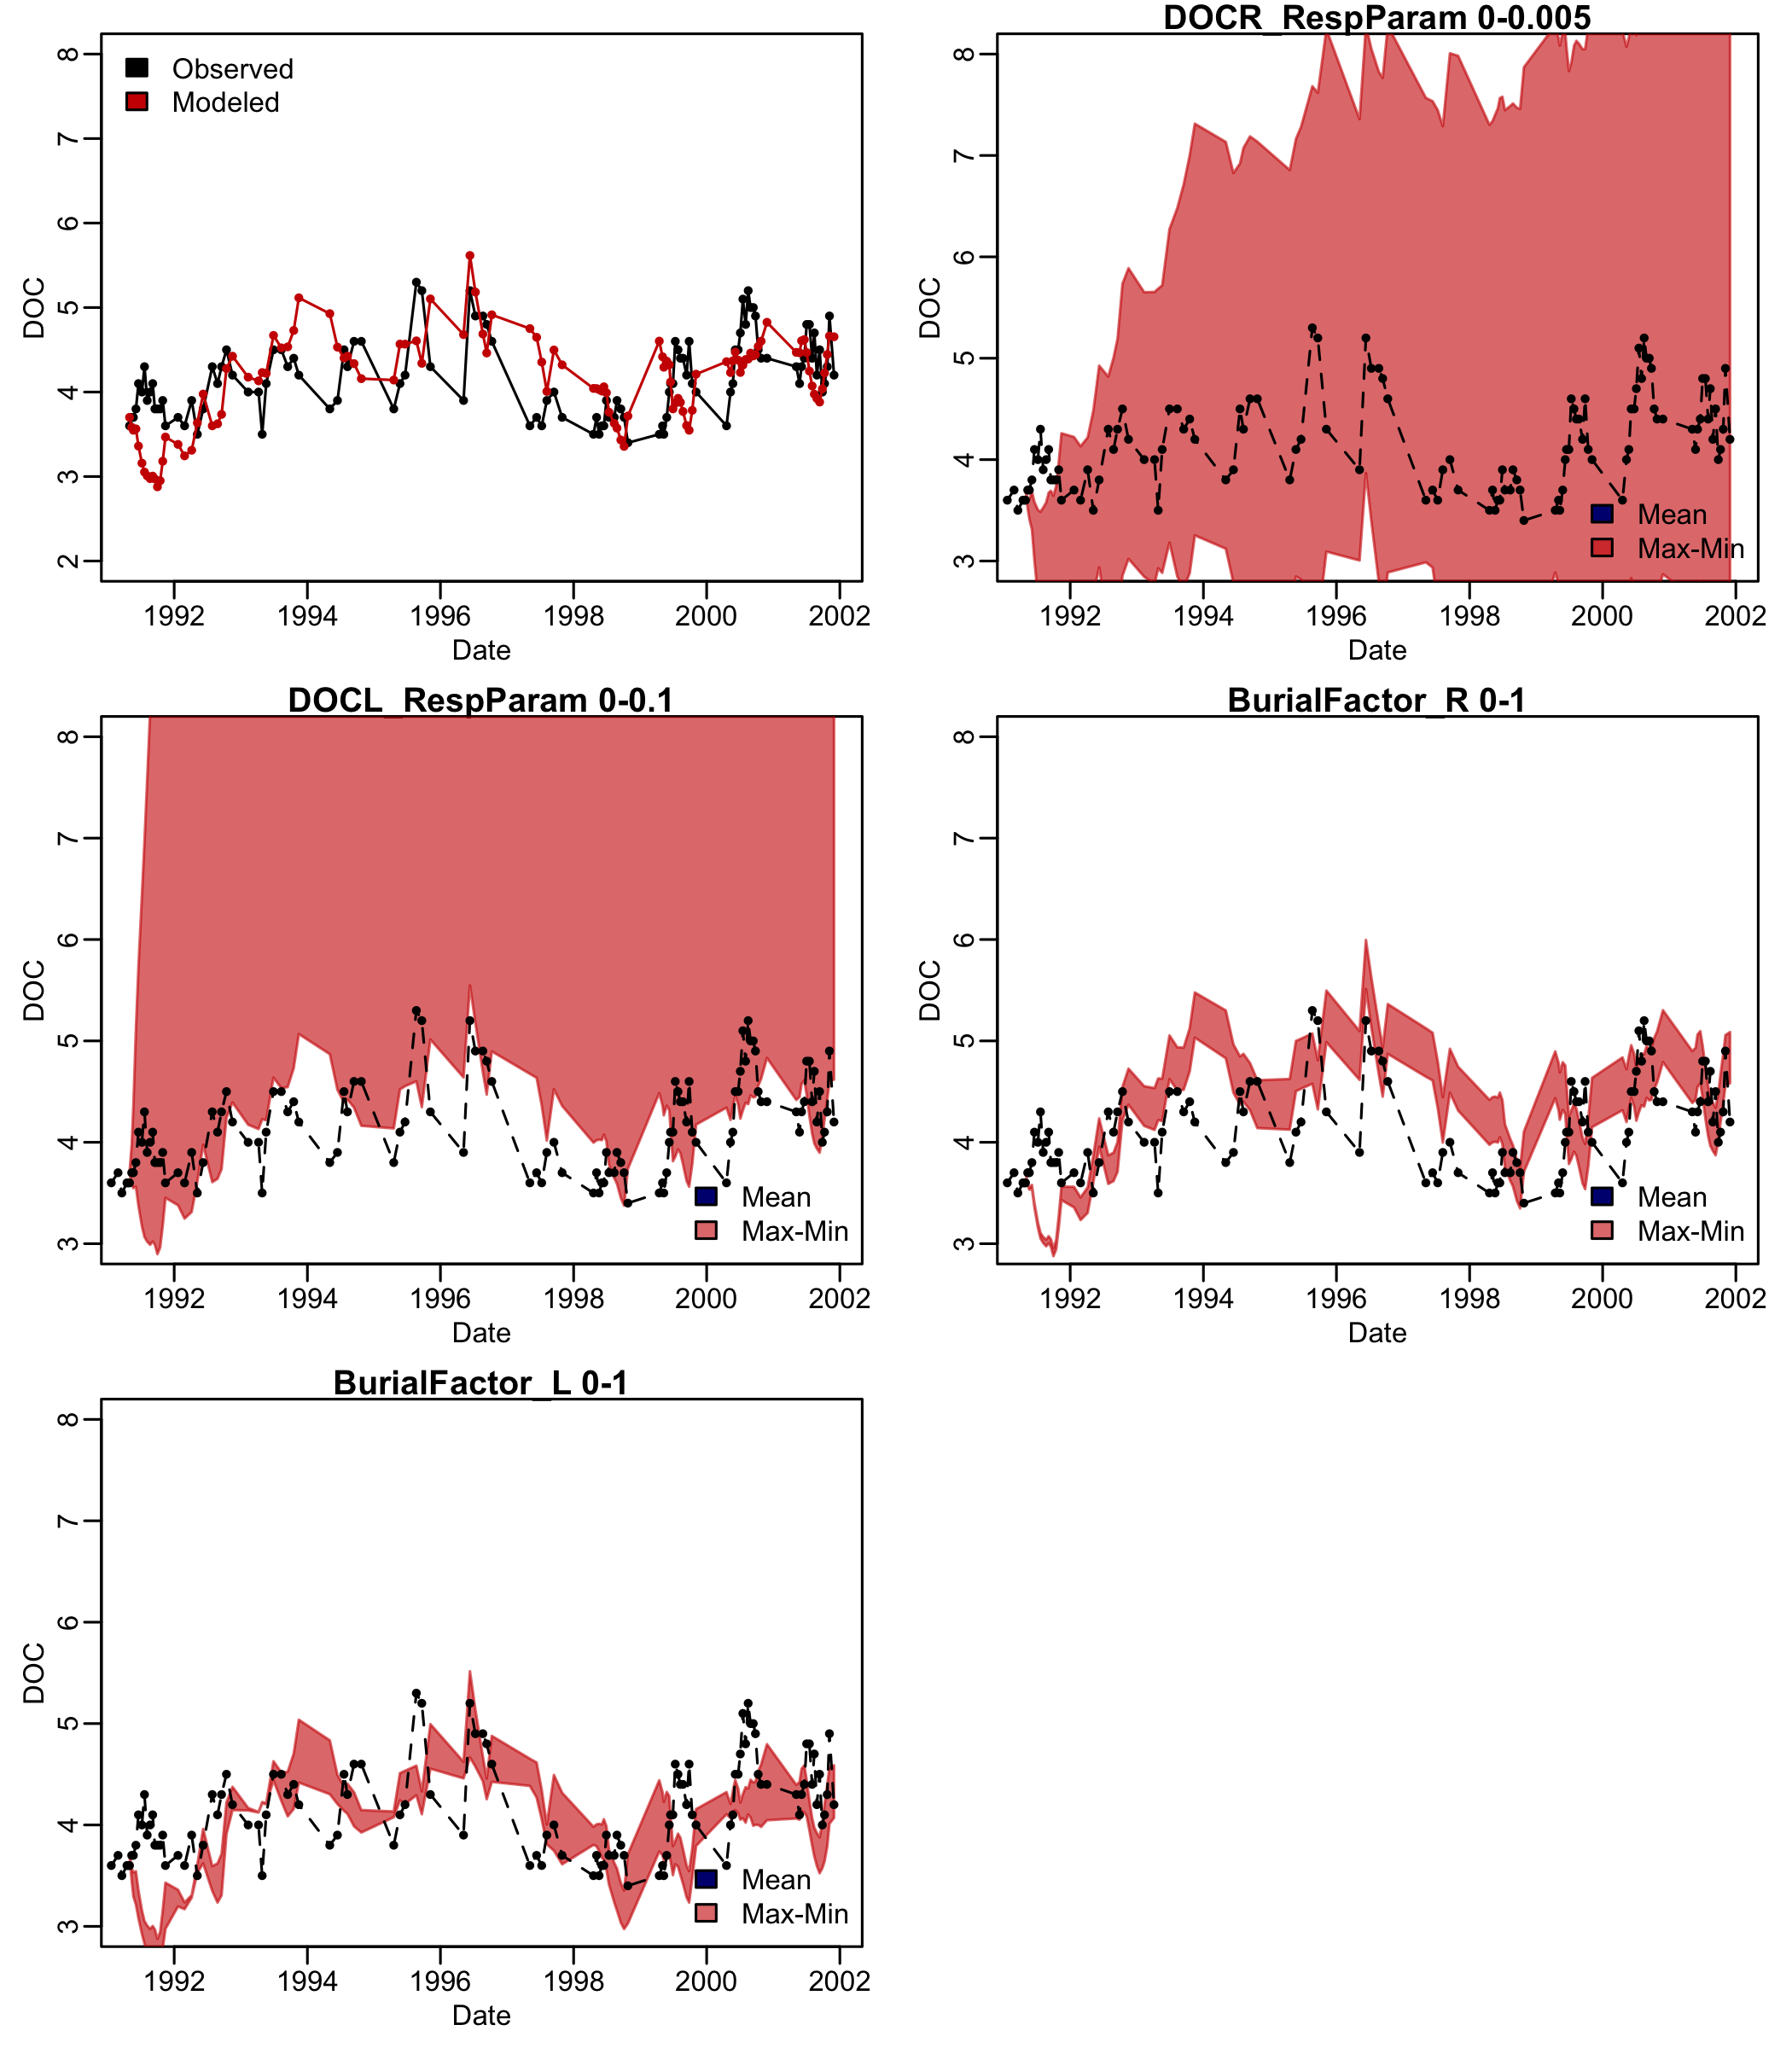 8
7
6
5
4
3
2
DOC
Observed
Modeled
1992 1994 1996 1998 2000 2002
Date
DOCR_RespParam 0-0.005
8
7
6
5
4
3
DOC
Mean
Max-Min
1992 1994 1996 1998 2000 2002
Date
DOCL_RespParam 0-0.1
8
7
6
5
4
3
DOC
Mean
Max-Min
1992 1994 1996 1998 2000 2002
Date
BurialFactor_R 0-1
8
7
6
5
4
3
DOC
Mean
Max-Min
1992 1994 1996 1998 2000 2002
Date
BurialFactor_L 0-1
8
7
6
5
4
3
DOC
Mean
Max-Min
1992 1994 1996 1998 2000 2002
Date